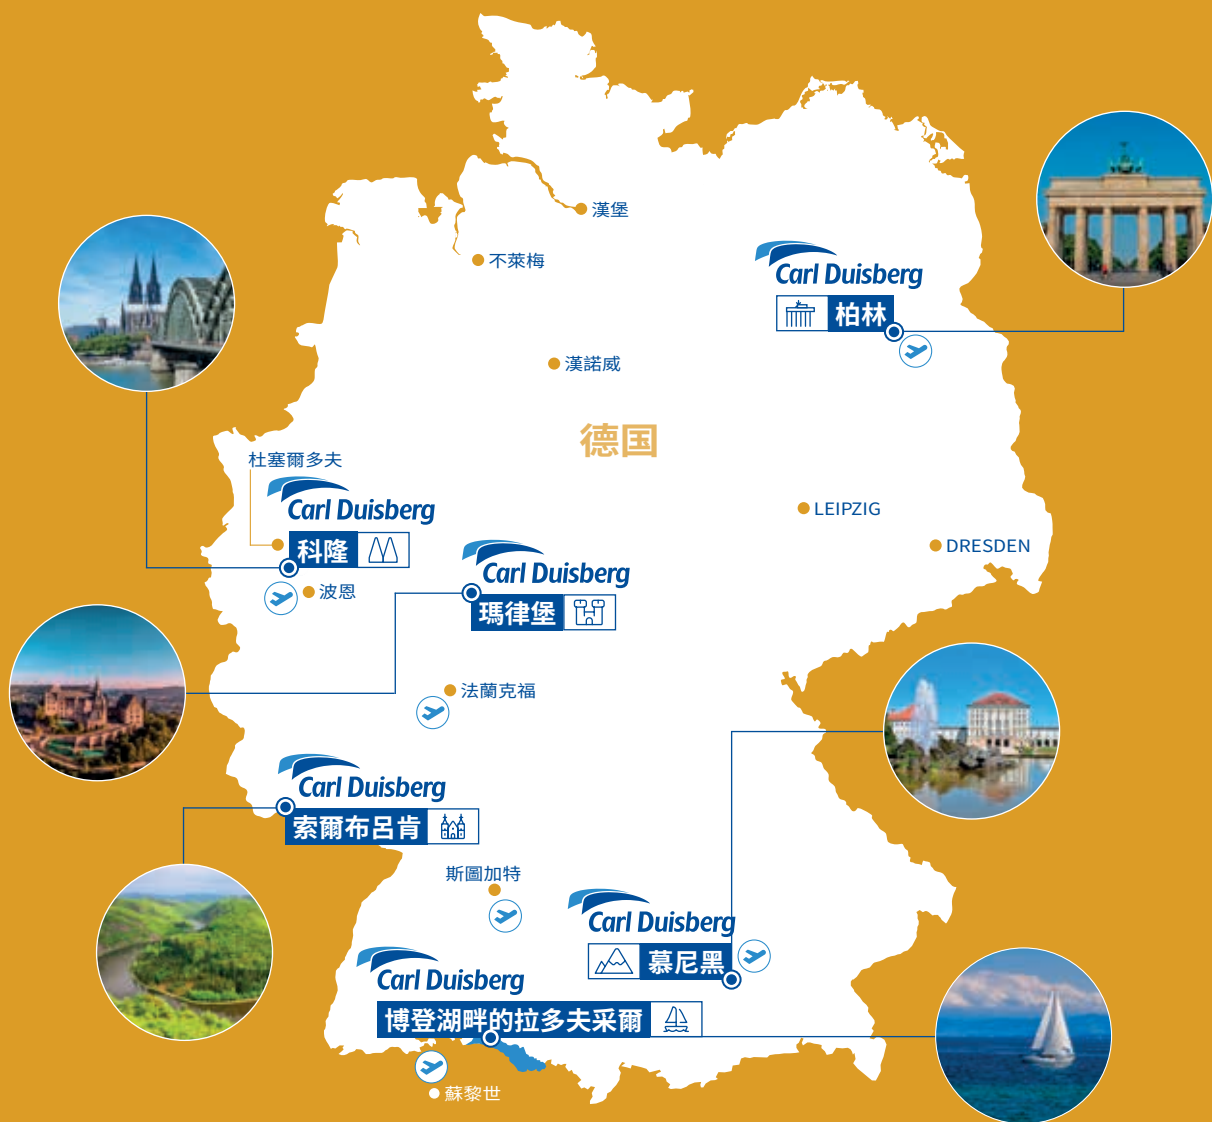 漢堡
不萊梅
Carl Duisberg
柏林
漢諾威
德国
杜塞爾多夫
Carl Duisberg
科隆
LEIPZIG
DRESDEN
波恩
Carl Duisberg
瑪律堡
法蘭克福
Carl Duisberg
索爾布呂肯
斯圖加特
Carl Duisberg
慕尼黑
Carl Duisberg
博登湖畔的拉多夫采爾
蘇黎世